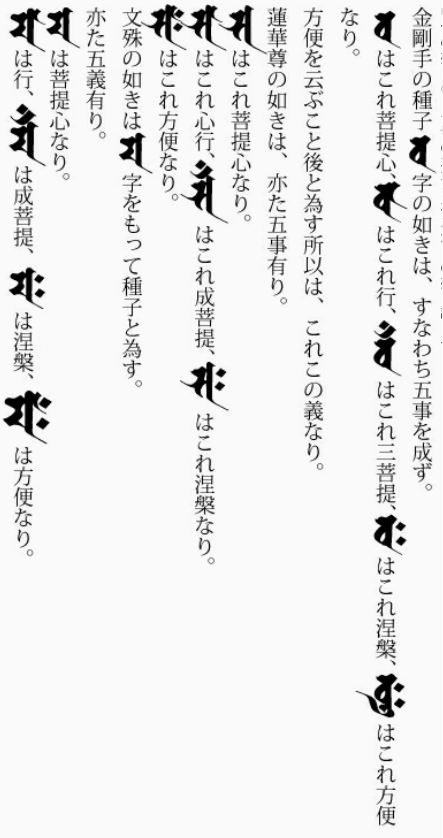 金剛手の種子𑖪字の如きは、すなわち五事を成ず。
𑖪はこれ菩提心、𑖪𑖯はこれ行、𑖪𑖽はこれ三菩提、𑖪𑖾はこれ涅槃、𑖪𑖯𑖾はこれ方便
なり。
方便を云ぶこと後と為す所以は、これこの義なり。
蓮華尊の如きは、亦た五事有り。
𑖭はこれ菩提心なり。
𑖭𑖯はこれ心行、𑖭𑖽はこれ成菩提、𑖭𑖾はこれ涅槃なり。
𑖭𑖯𑖾はこれ方便なり。
文殊の如きは𑖦字をもって種子と為す。
亦た五義有り。
𑖦は菩提心なり。
𑖦𑖯は行、𑖦𑖽は成菩提、𑖦𑖾は涅槃、𑖦𑖯𑖾は方便なり。